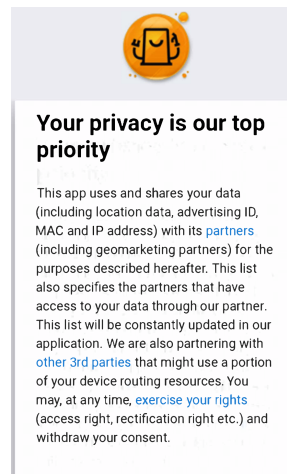 Your privacy is our top
priority
This app uses and shares your data
(including location data, advertising ID,
MAC and IP address) with its partners
(including geomarketing partners) for the
purposes described hereafter. This list
also specifies the partners that have
access to your data through our partner.
This list will be constantly updated in our
application. We are also partnering with
other 3rd parties that might use a portion
of your device routing resources. You
may, at any time, exercise your rights
(access right, rectification right etc.) and
withdraw your consent.